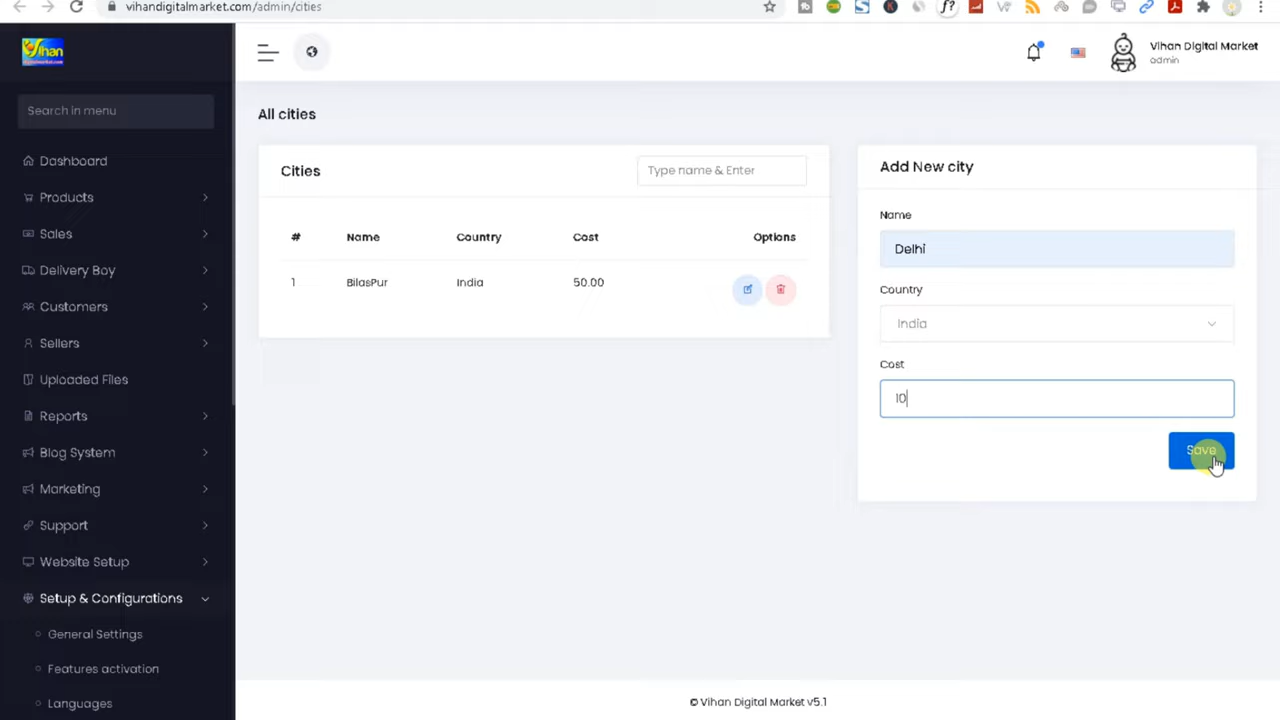 vihandigitalmarket.com/admin/cities
Vihan
Search in menu
Dashboard
Products
Sales
Delivery Boy
Customers
Sellers
Uploaded Files
Reports
Blog System
Marketing
Support
Website Setup
Setup & Configurations
General Settings
Features activation
Languages
Vihan Digital Market
admin
All cities
Cities
Type name & Enter
# Name Country Cost Options
1 BilasPur India 50.00
Add New city
Name
Delhi
Country
India
Cost
10
Save
© Vihan Digital Market v5.1